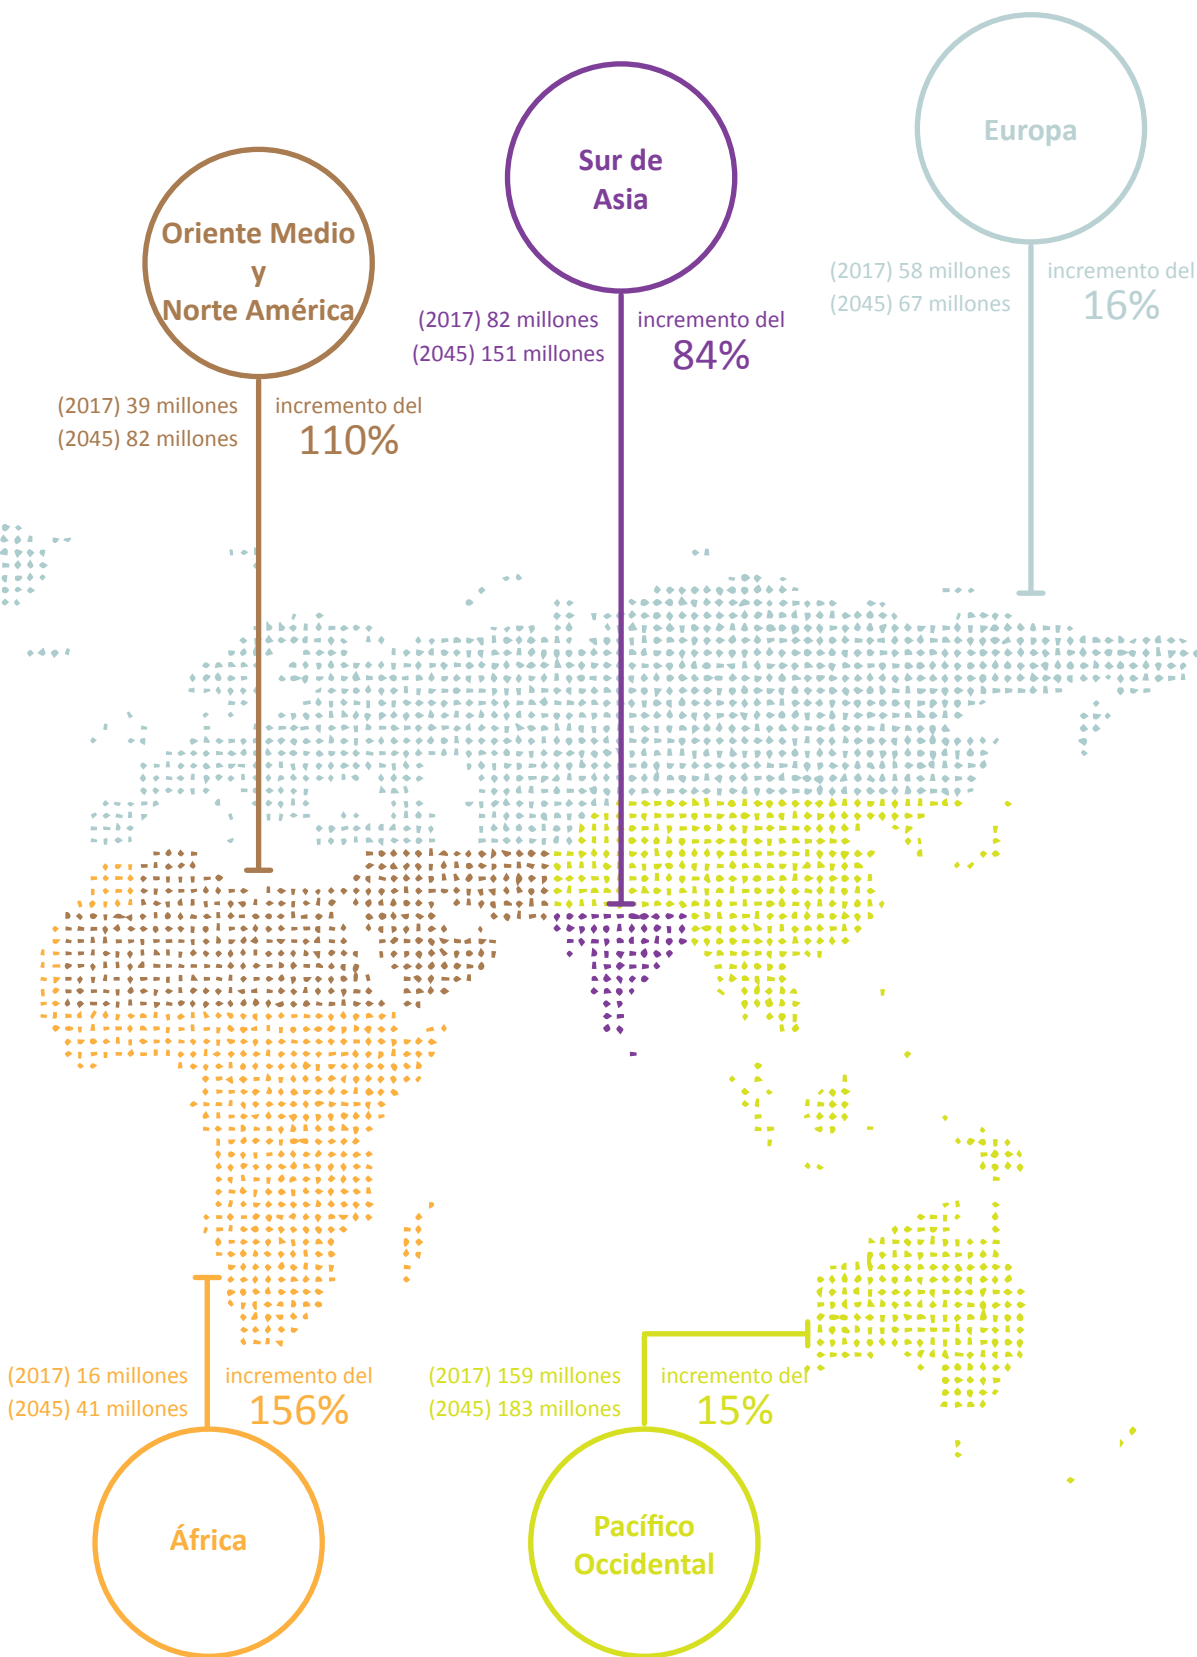 Europa
(2017) 58 millones
(2045) 67 millones
incremento del
16%
Sur de
Asia
(2017) 82 millones
(2045) 151 millones
incremento del
84%
Oriente Medio
y
Norte América
(2017) 39 millones
(2045) 82 millones
incremento del
110%
(2017) 16 millones
(2045) 41 millones
incremento del
156%
África
(2017) 159 millones
(2045) 183 millones
incremento del
15%
Pacífico
Occidental